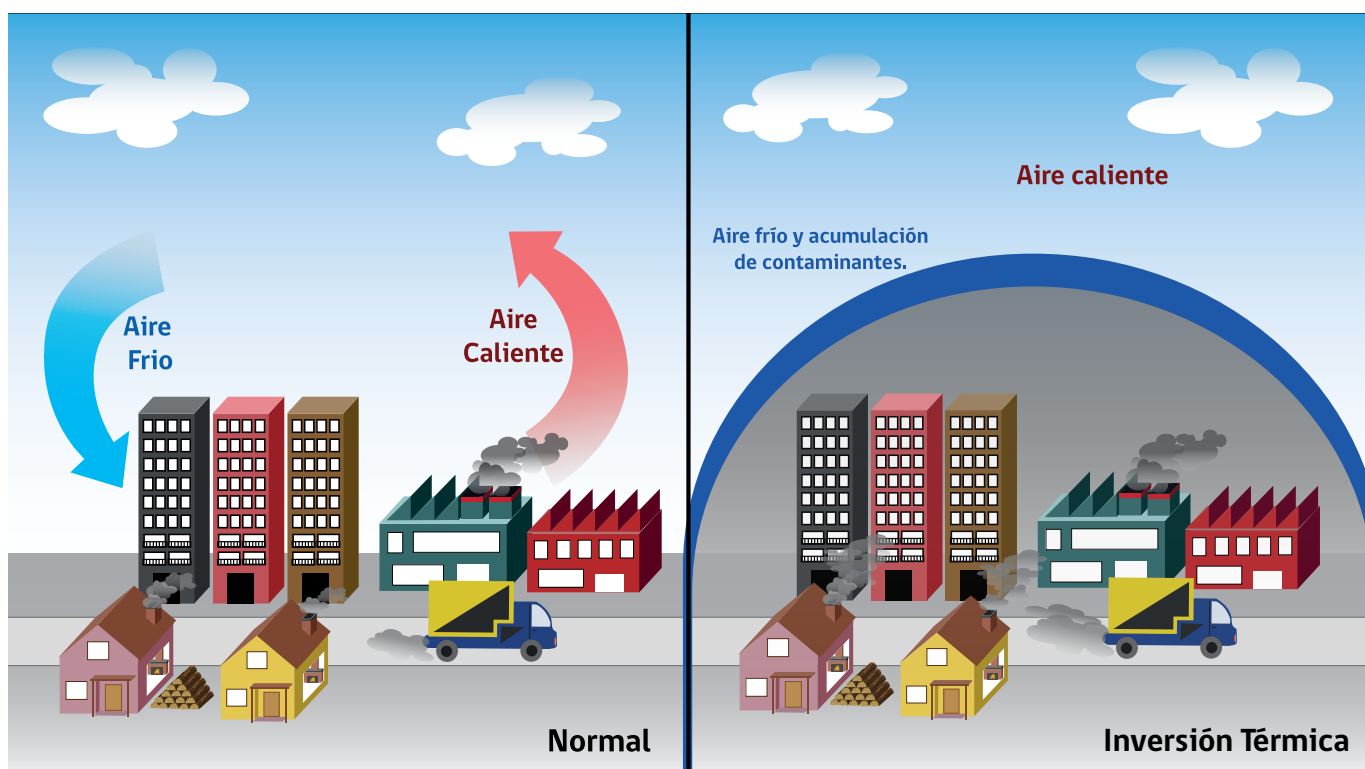 Aire
Frio
Aire
Caliente
Normal
Aire caliente
Aire frío y acumulación
de contaminantes.
Inversión Térmica